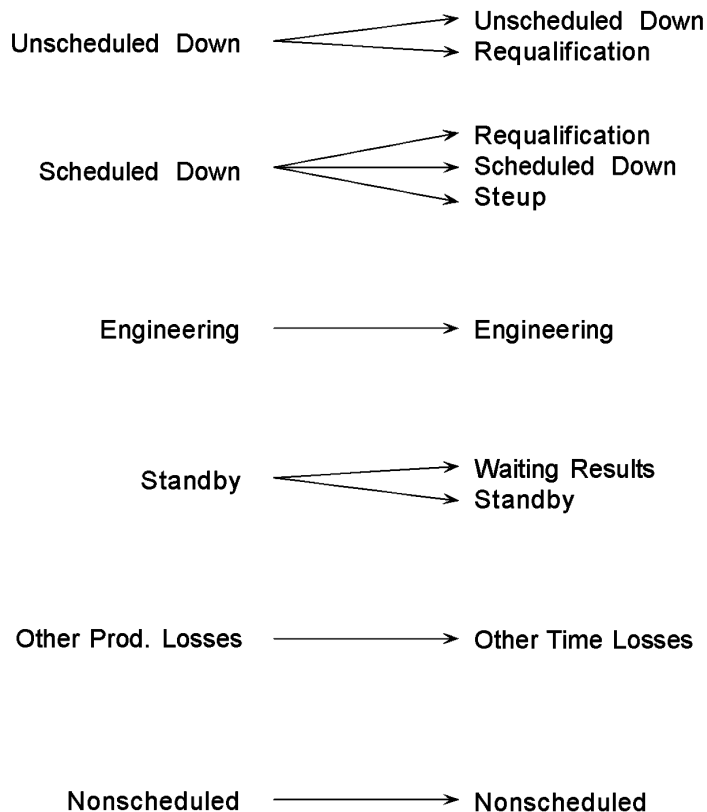 Unscheduled Down
Unscheduled Down
Requalification
Scheduled Down
Requalification
Scheduled Down
Steup
Engineering
Engineering
Standby
Waiting Results
Standby
Other Prod. Losses
Other Time Losses
Nonscheduled
Nonscheduled